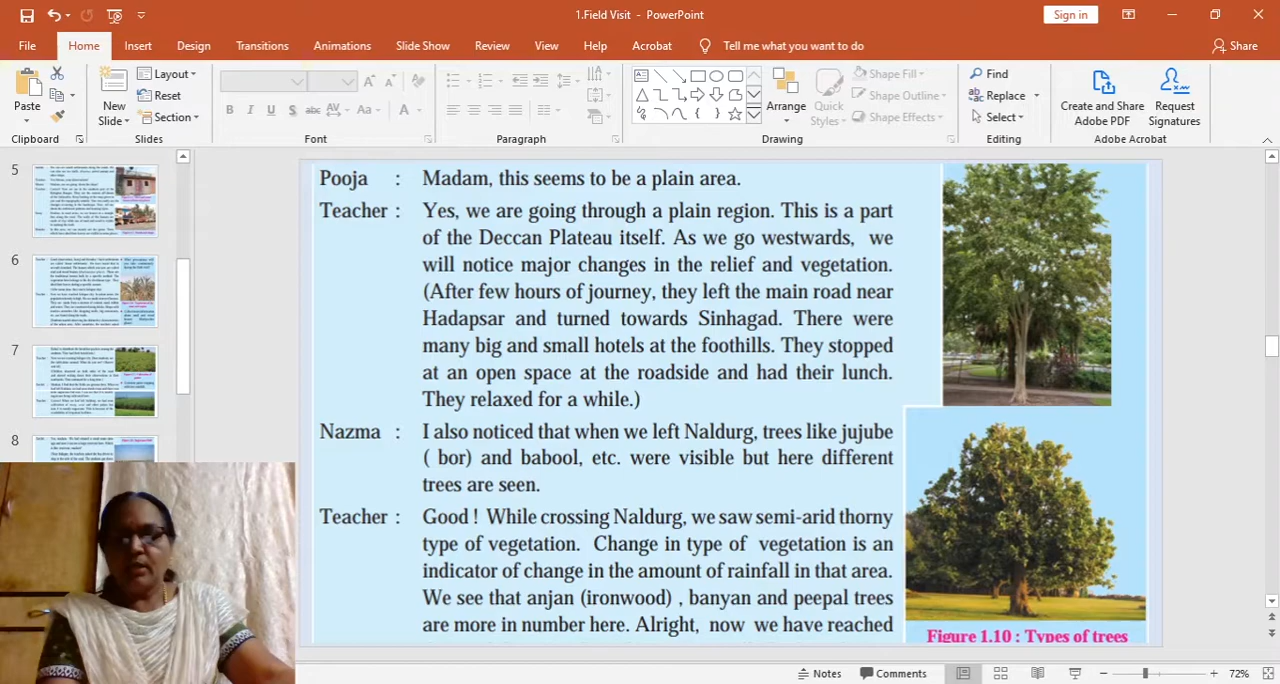 1.Field Visit - PowerPoint
Sign in
File Home Insert Design Transitions Animations Slide Show Review View Help Acrobat Tell me what you want to do Share
Paste
Clipboard
New Slide
Layout
Reset
Section
Slides
Font
Paragraph
Arrange
Quick Styles
Shape Fill
Shape Outline
Shape Effects
Drawing
Find
Replace
Select
Editing
Create and Share Adobe PDF
Request Signatures
Adobe Acrobat
5
6
7
8
Pooja : Madam, this seems to be a plain area.
Teacher : Yes, we are going through a plain region. This is a part
of the Deccan Plateau itself. As we go westwards, we
will notice major changes in the relief and vegetation.
(After few hours of journey, they left the main road near
Hadapsar and turned towards Sinhagad. There were
many big and small hotels at the foothills. They stopped
at an open space at the roadside and had their lunch.
They relaxed for a while.)
Nazma : I also noticed that when we left Naldurg, trees like jujube
( bor) and babool, etc. were visible but here different
trees are seen.
Teacher : Good ! While crossing Naldurg, we saw semi-arid thorny
type of vegetation. Change in type of vegetation is an
indicator of change in the amount of rainfall in that area.
We see that anjan (ironwood) , banyan and peepal trees
are more in number here. Alright, now we have reached
Figure 1.10 : Types of trees
Notes Comments 72%